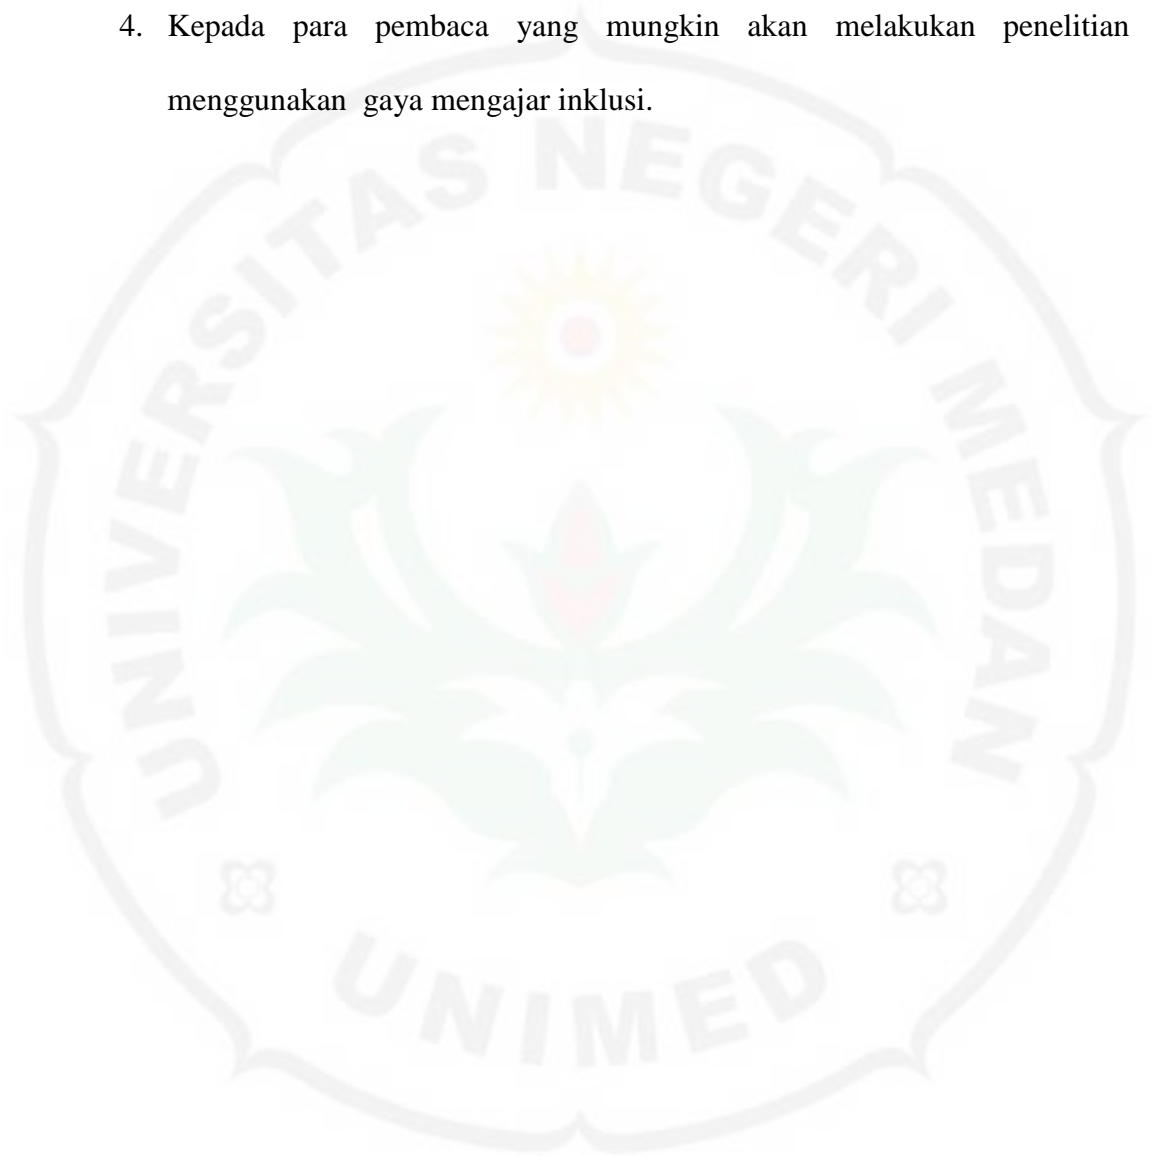 4. Kepada para pembaca yang mungkin akan melakukan penelitian
menggunakan gaya mengajar inklusi.
UNIVERSITAS NEGERI MEDAN
UNIMED